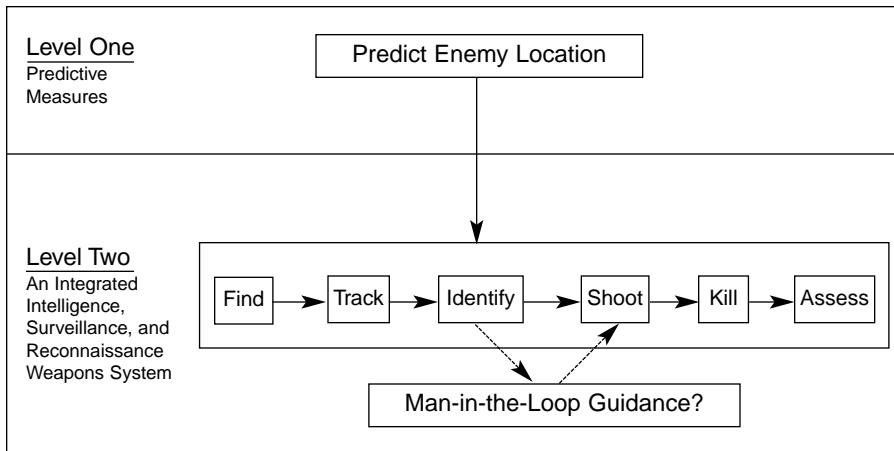 Level One
Predictive
Measures
Predict Enemy Location
Level Two
An Integrated
Intelligence,
Surveillance, and
Reconnaissance
Weapons System
Find
Track
Identify
Shoot
Kill
Assess
Man-in-the-Loop Guidance?